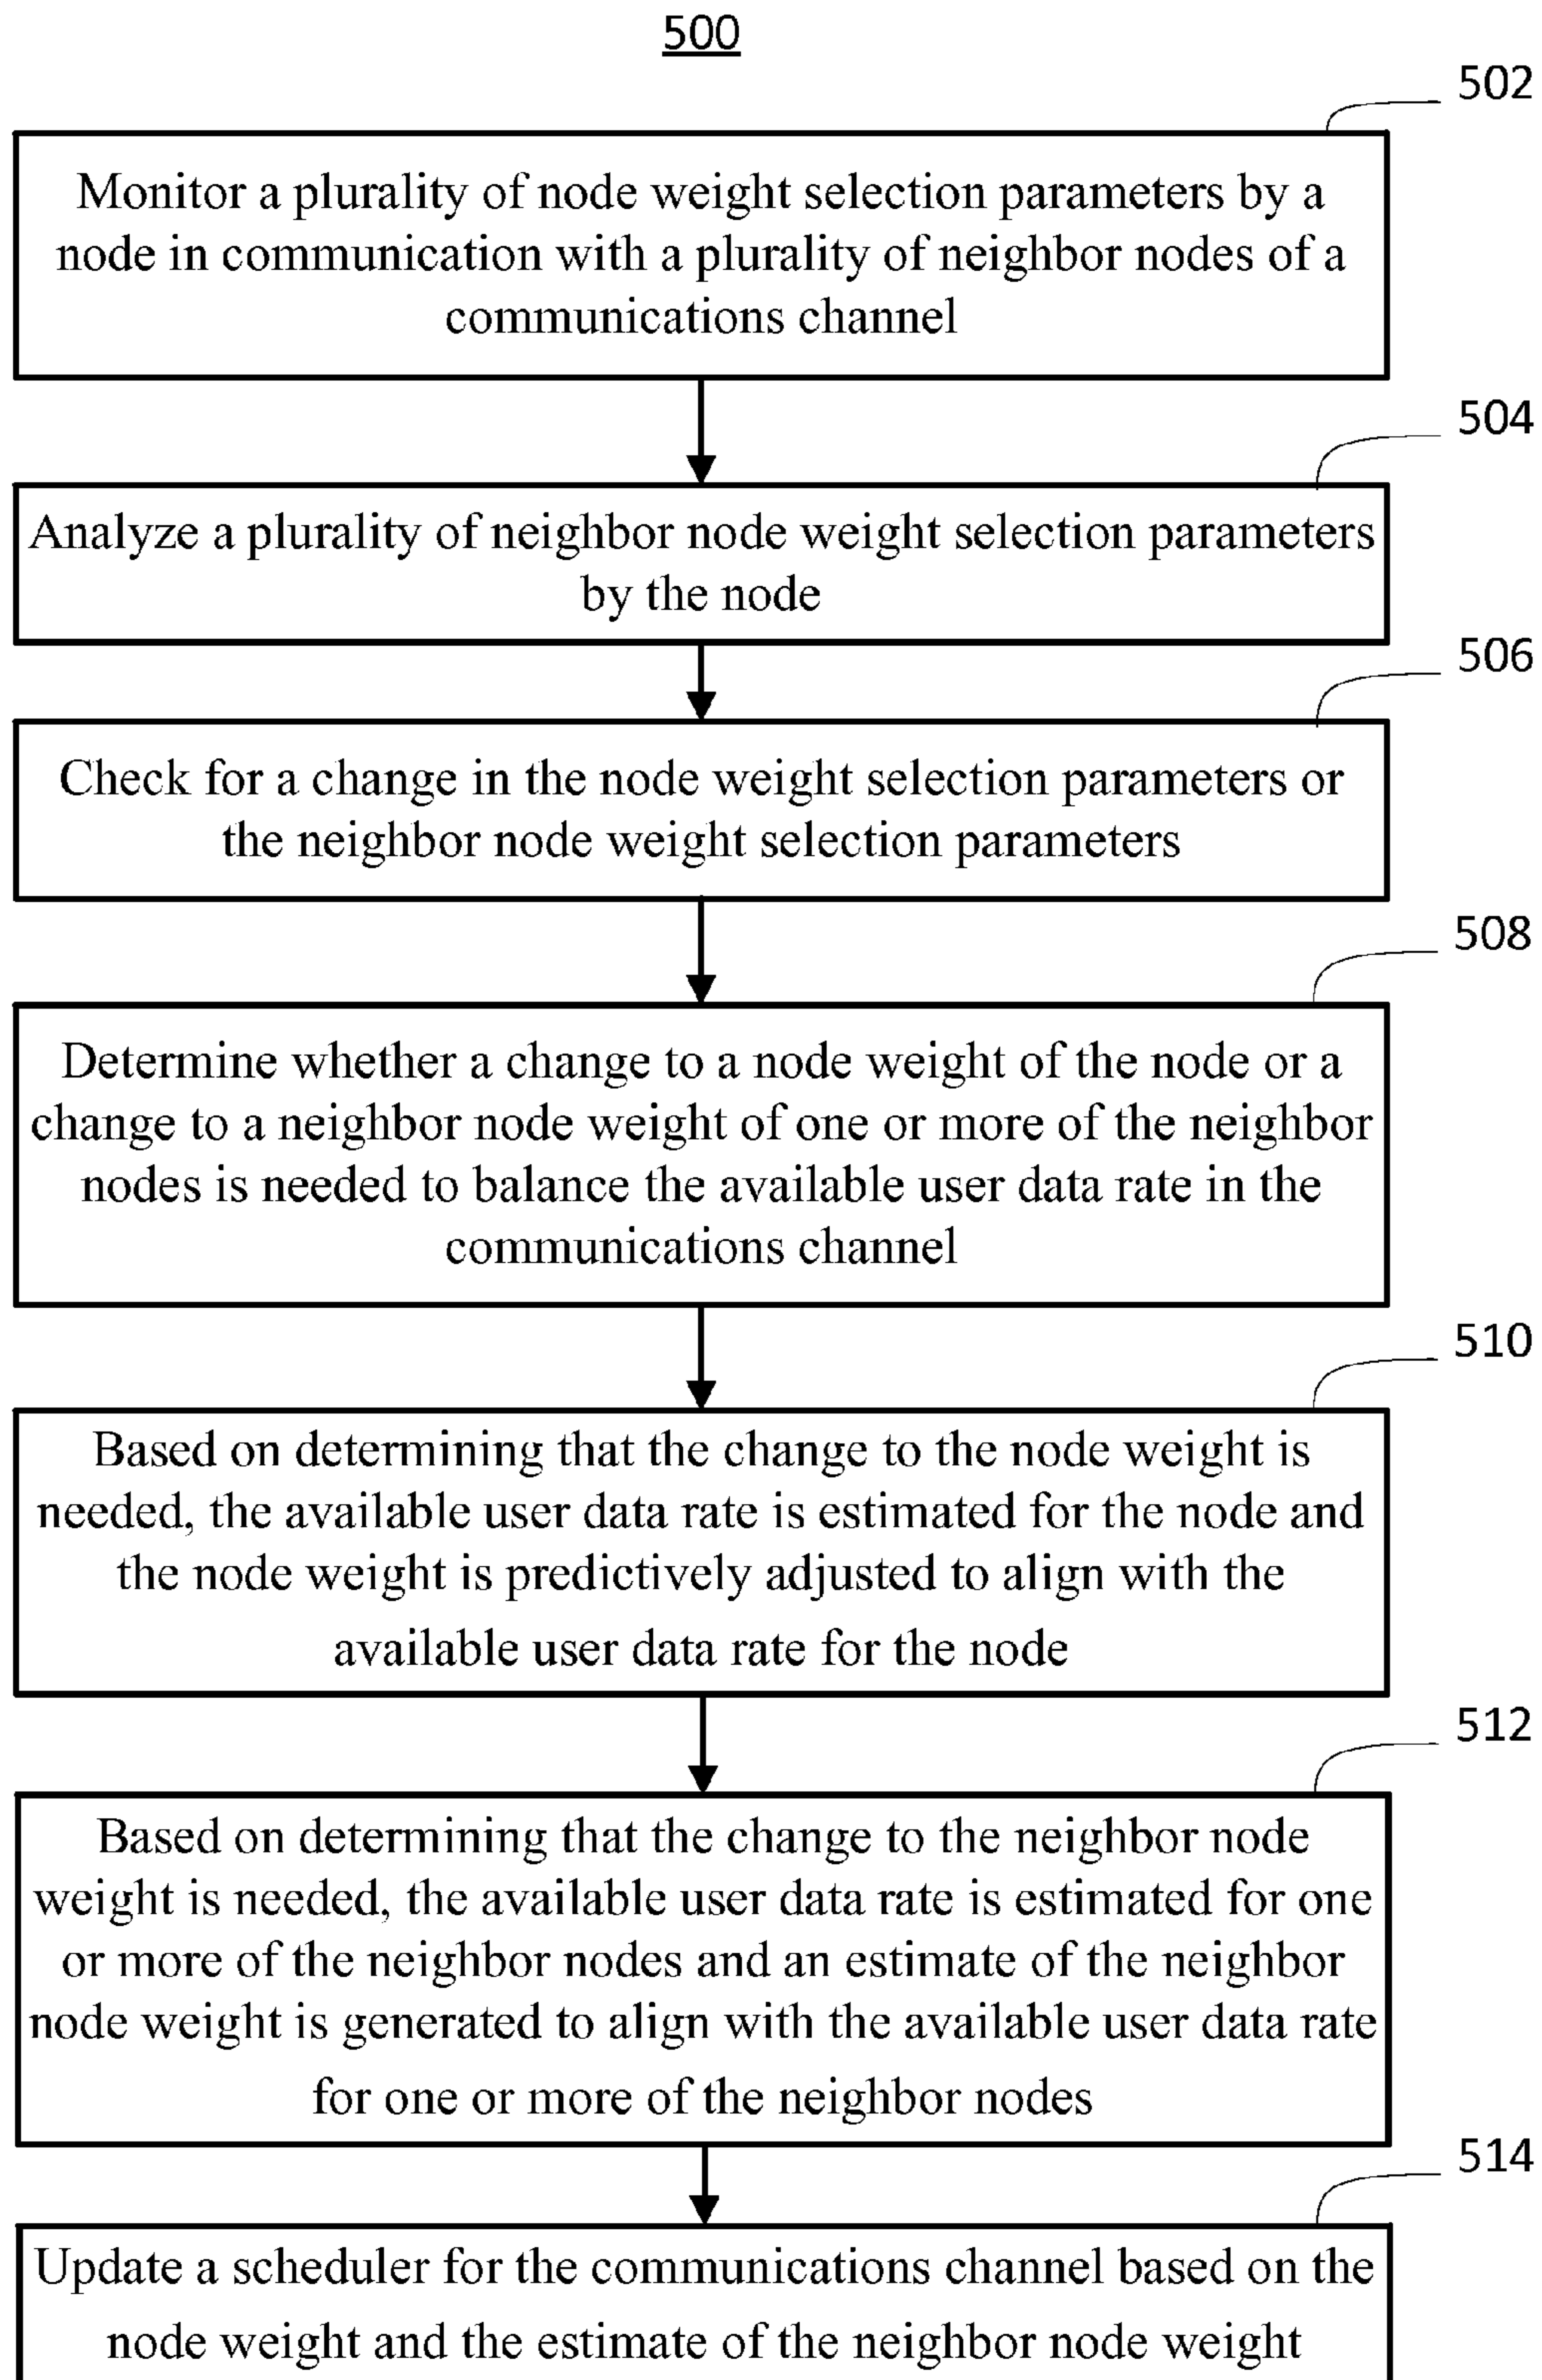 500
502
Monitor a plurality of node weight selection parameters by a
node in communication with a plurality of neighbor nodes of a
communications channel
504
Analyze a plurality of neighbor node weight selection parameters
by the node
506
Check for a change in the node weight selection parameters or
the neighbor node weight selection parameters
508
Determine whether a change to a node weight of the node or a
change to a neighbor node weight of one or more of the neighbor
nodes is needed to balance the available user data rate in the
communications channel
510
Based on determining that the change to the node weight is
needed, the available user data rate is estimated for the node and
the node weight is predictively adjusted to align with the
available user data rate for the node
512
Based on determining that the change to the neighbor node
weight is needed, the available user data rate is estimated for one
or more of the neighbor nodes and an estimate of the neighbor
node weight is generated to align with the available user data rate
for one or more of the neighbor nodes
514
Update a scheduler for the communications channel based on the
node weight and the estimate of the neighbor node weight